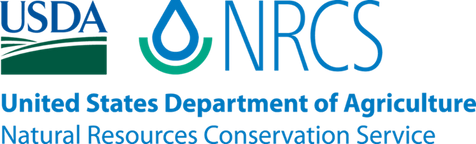 USDA NRCS
United States Department of Agriculture
Natural Resources Conservation Service